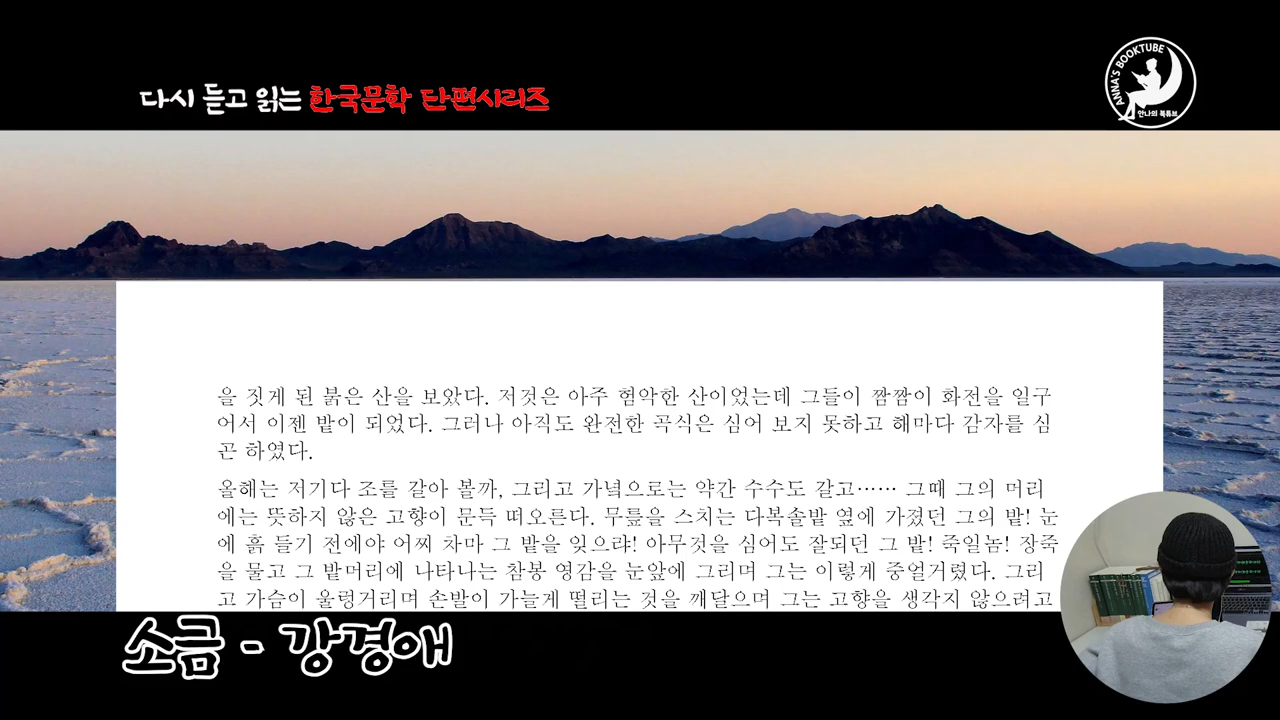 다시 듣고 읽는 한국문학 단편시리즈
ANNA'S BOOKTUBE
안나의 북튜브
을 짓게 된 붉은 산을 보았다. 저것은 아주 험악한 산이었는데 그들이 짬짬이 화전을 일구
어서 이젠 밭이 되었다. 그러나 아직도 완전한 곡식은 심어 보지 못하고 해마다 감자를 심
곤 하였다.
올해는 저기다 조를 갈아 볼까, 그리고 가녘으로는 약간 수수도 갈고…… 그때 그의 머리
에는 뜻하지 않은 고향이 문득 떠오른다. 무릎을 스치는 다복솔밭 옆에 가졌던 그의 밭! 눈
에 흙 들기 전에야 어찌 차마 그 밭을 잊으랴! 아무것을 심어도 잘되던 그 밭! 죽일놈! 장죽
을 물고 그 밭머리에 나타나는 참봉 영감을 눈앞에 그리며 그는 이렇게 중얼거렸다. 그리
고 가슴이 울렁거리며 손발이 가늘게 떨리는 것을 깨달으며 그는 고향을 생각지 않으려고
소금 - 강경애